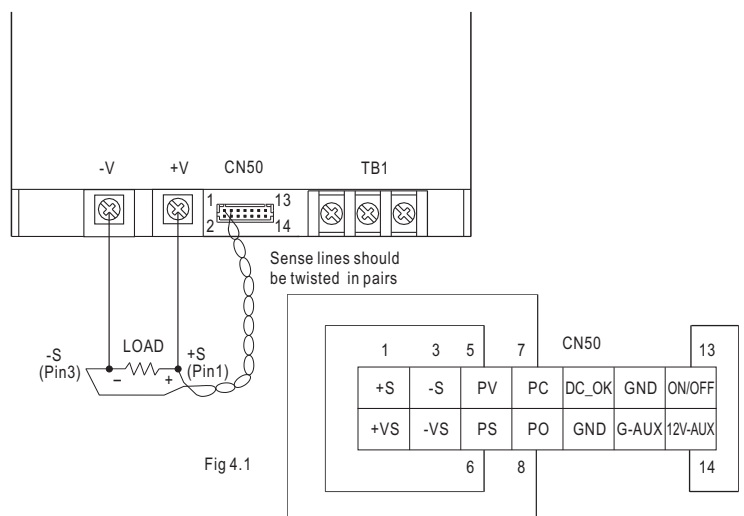 -V +V CN50 TB1
1 13
2 14
Sense lines should
be twisted in pairs
-S
(Pin3)
LOAD
+S
(Pin1)
− +
CN50
1 3 5 7 13
+S -S PV PC DC_OK GND ON/OFF
+VS -VS PS PO GND G-AUX 12V-AUX
6 8 14
Fig 4.1